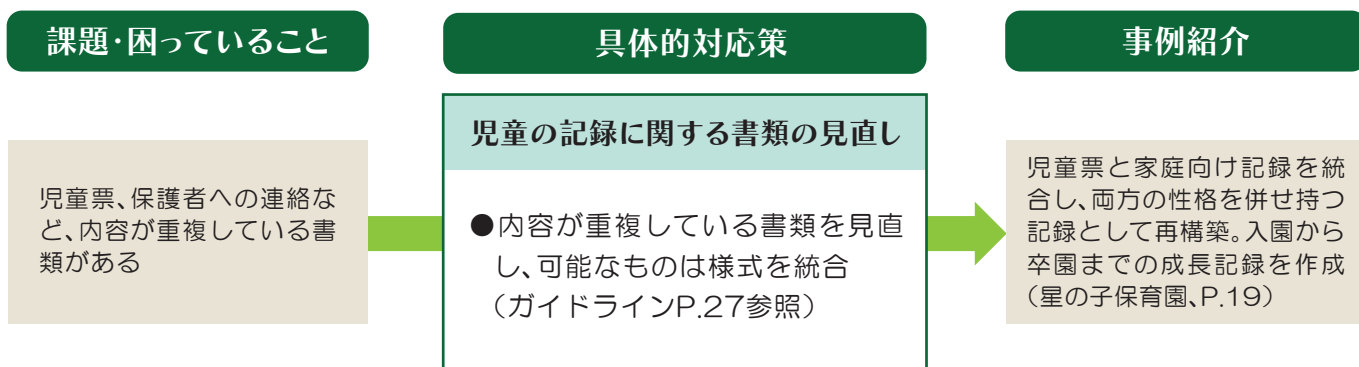 課題・困っていること
具体的対応策
事例紹介
児童票、保護者への連絡な
ど、内容が重複している書
類がある
児童の記録に関する書類の見直し
●内容が重複している書類を見直
し、可能なものは様式を統合
（ガイドラインP.27参照）
児童票と家庭向け記録を統
合し、両方の性格を併せ持つ
記録として再構築。入園から
卒園までの成長記録を作成
（星の子保育園、P.19）